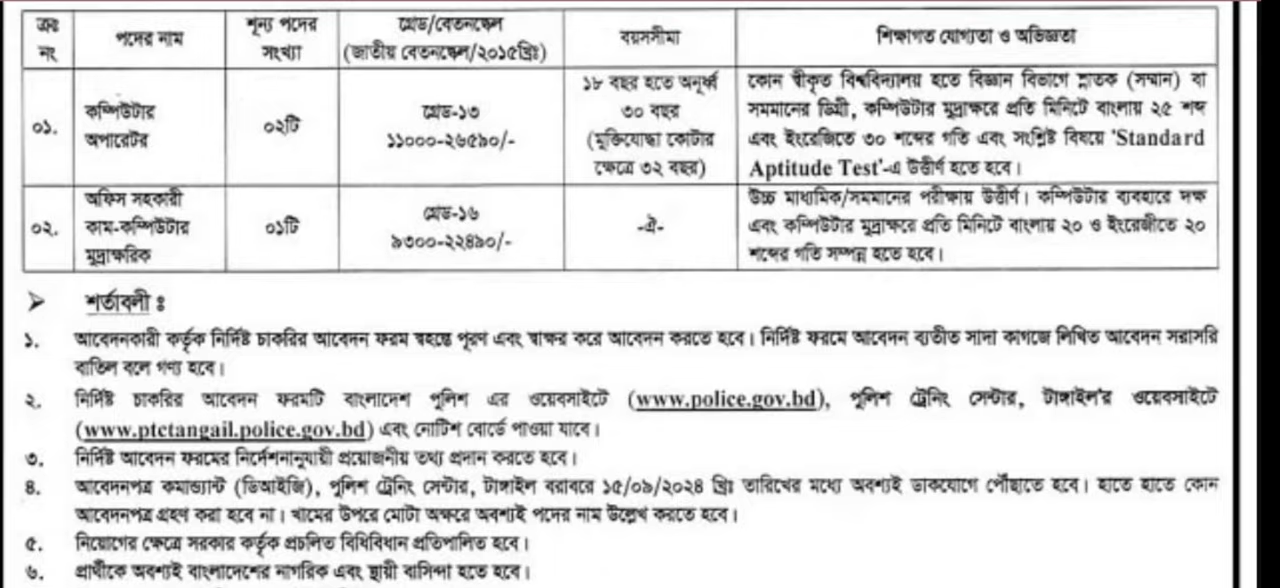 ক্রঃ নং
পদের নাম
শূন্য পদের সংখ্যা
গ্রেড/বেতনস্কেল
(জাতীয় বেতনস্কেল/২০১৫খ্রিঃ)
বয়সসীমা
শিক্ষাগত যোগ্যতা ও অভিজ্ঞতা
০১.
কম্পিউটার
অপারেটর
০২টি
গ্রেড-১৩
১১০০০-২৬৫৯০/-
১৮ বছর হতে অনূর্ধ্ব
৩০ বছর
(মুক্তিযোদ্ধা কোটার
ক্ষেত্রে ৩২ বছর)
কোন স্বীকৃত বিশ্ববিদ্যালয় হতে বিজ্ঞান বিভাগে স্নাতক (সম্মান) বা
সমমানের ডিগ্রী, কম্পিউটার মুদ্রাক্ষরে প্রতি মিনিটে বাংলায় ২৫ শব্দ
এবং ইংরেজিতে ৩০ শব্দের গতি এবং সংশ্লিষ্ট বিষয়ে 'Standard
Aptitude Test'-এ উত্তীর্ণ হতে হবে।
০২.
অফিস সহকারী
কাম-কম্পিউটার
মুদ্রাক্ষরিক
০১টি
গ্রেড-১৬
৯৩০০-২২৪৯০/-
-ঐ-
উচ্চ মাধ্যমিক/সমমানের পরীক্ষায় উত্তীর্ণ। কম্পিউটার ব্যবহারে দক্ষ
এবং কম্পিউটার মুদ্রাক্ষরে প্রতি মিনিটে বাংলায় ২০ ও ইংরেজীতে ২০
শব্দের গতি সম্পন্ন হতে হবে।
➤ শর্তাবলী ঃ
১. আবেদনকারী কর্তৃক নির্দিষ্ট চাকরির আবেদন ফরম স্বহস্তে পূরণ এবং স্বাক্ষর করে আবেদন করতে হবে। নির্দিষ্ট ফরমে আবেদন ব্যতীত সাদা কাগজে লিখিত আবেদন সরাসরি
বাতিল বলে গণ্য হবে।
২. নির্দিষ্ট চাকরির আবেদন ফরমটি বাংলাদেশ পুলিশ এর ওয়েবসাইটে (www.police.gov.bd), পুলিশ ট্রেনিং সেন্টার, টাঙ্গাইল'র ওয়েবসাইটে
(www.ptctangail.police.gov.bd) এবং নোটিশ বোর্ডে পাওয়া যাবে।
৩. নির্দিষ্ট আবেদন ফরমের নির্দেশনানুযায়ী প্রয়োজনীয় তথ্য প্রদান করতে হবে।
৪. আবেদনপত্র কমান্ড্যান্ট (ডিআইজি), পুলিশ ট্রেনিং সেন্টার, টাঙ্গাইল বরাবরে ১৫/০৯/২০২৪ খ্রিঃ তারিখের মধ্যে অবশ্যই ডাকযোগে পৌঁছাতে হবে। হাতে হাতে কোন
আবেদনপত্র গ্রহণ করা হবে না। খামের উপরে মোটা অক্ষরে অবশ্যই পদের নাম উল্লেখ করতে হবে।
৫. নিয়োগের ক্ষেত্রে সরকার কর্তৃক প্রচলিত বিধিবিধান প্রতিপালিত হবে।
৬. প্রার্থীকে অবশ্যই বাংলাদেশের নাগরিক এবং স্থায়ী বাসিন্দা হতে হবে।